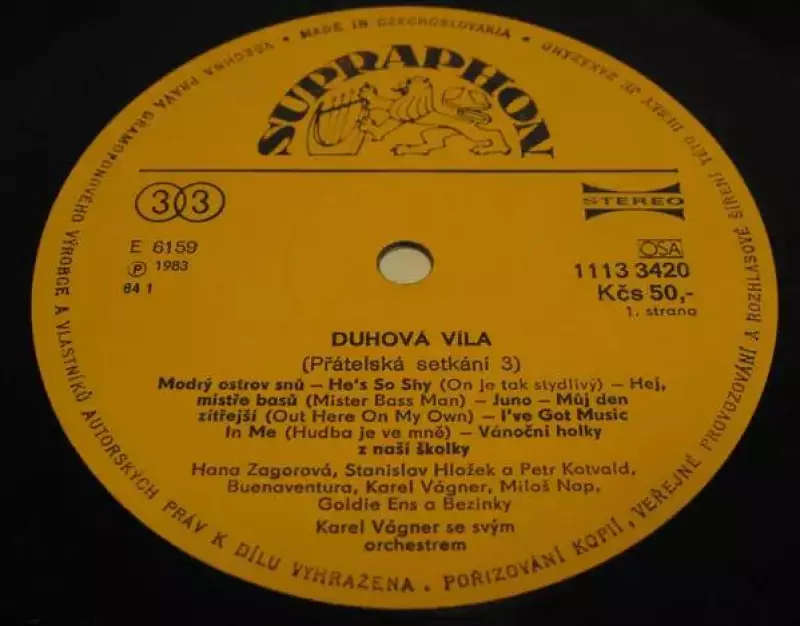 MADE IN CZECHOSLOVAKIA • VŠECHNA PRÁVA GRAMOFONOVÉHO VÝROBCE A VLASTNÍKŮ AUTORSKÝCH PRÁV K DÍLU VYHRAŽENA . POŘIZOVÁNÍ KOPIÍ, VEŘEJNÉ PROVOZOVÁNÍ A ROZHLASOVÉ ŠÍŘENÍ TÉTO DESKY JE ZAKÁZÁNO •
SUPRAPHON
33
STEREO
E 6159
OSA
Ⓟ 1983
1113 3420
84 1
Kčs 50,-
1. strana
DUHOVÁ VÍLA
(Přátelská setkání 3)
Modrý ostrov snů – He's So Shy (On je tak stydlivý) – Hej,
mistře basů (Mister Bass Man) – Juno – Můj den
zítřejší (Out Here On My Own) – I've Got Music
In Me (Hudba je ve mně) – Vánoční holky
z naší školky
Hana Zagorová, Stanislav Hložek a Petr Kotvald,
Buenaventura, Karel Vágner, Miloš Nop,
Goldie Ens a Bezinky
Karel Vágner se svým
orchestrem